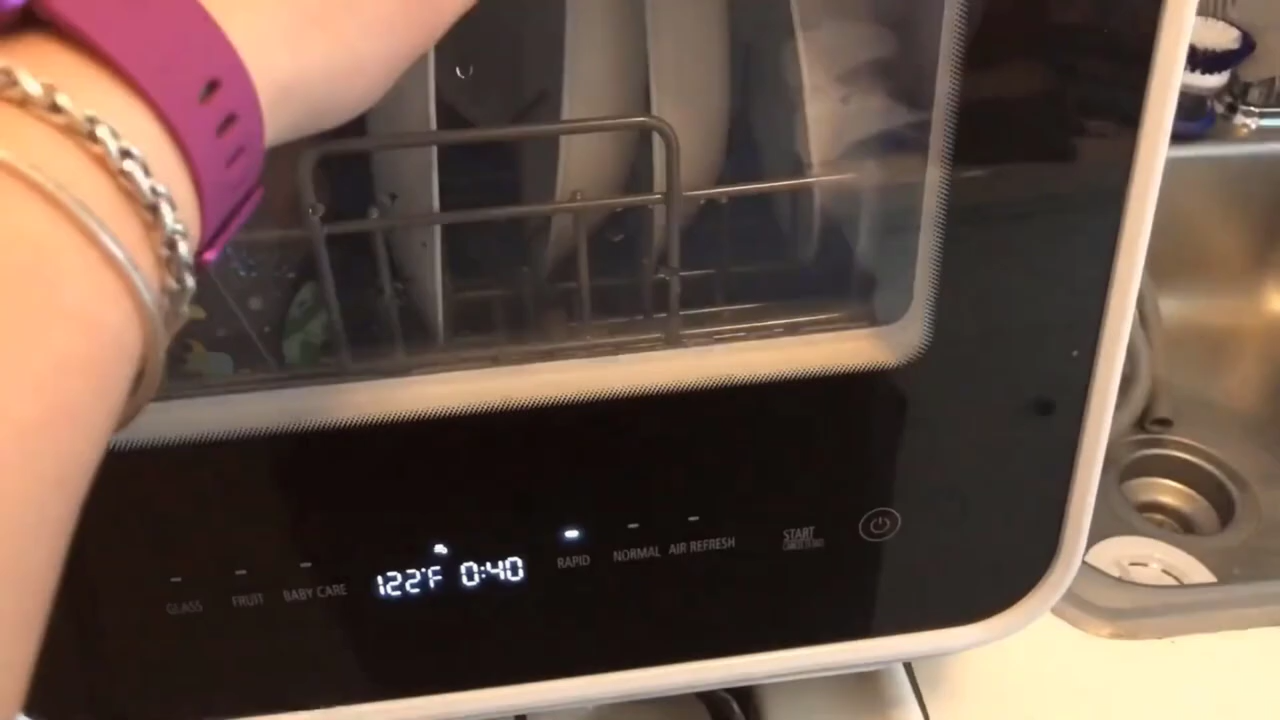 GLASS
FRUIT
BABY CARE
122°F 0:40
RAPID
NORMAL
AIR REFRESH
START